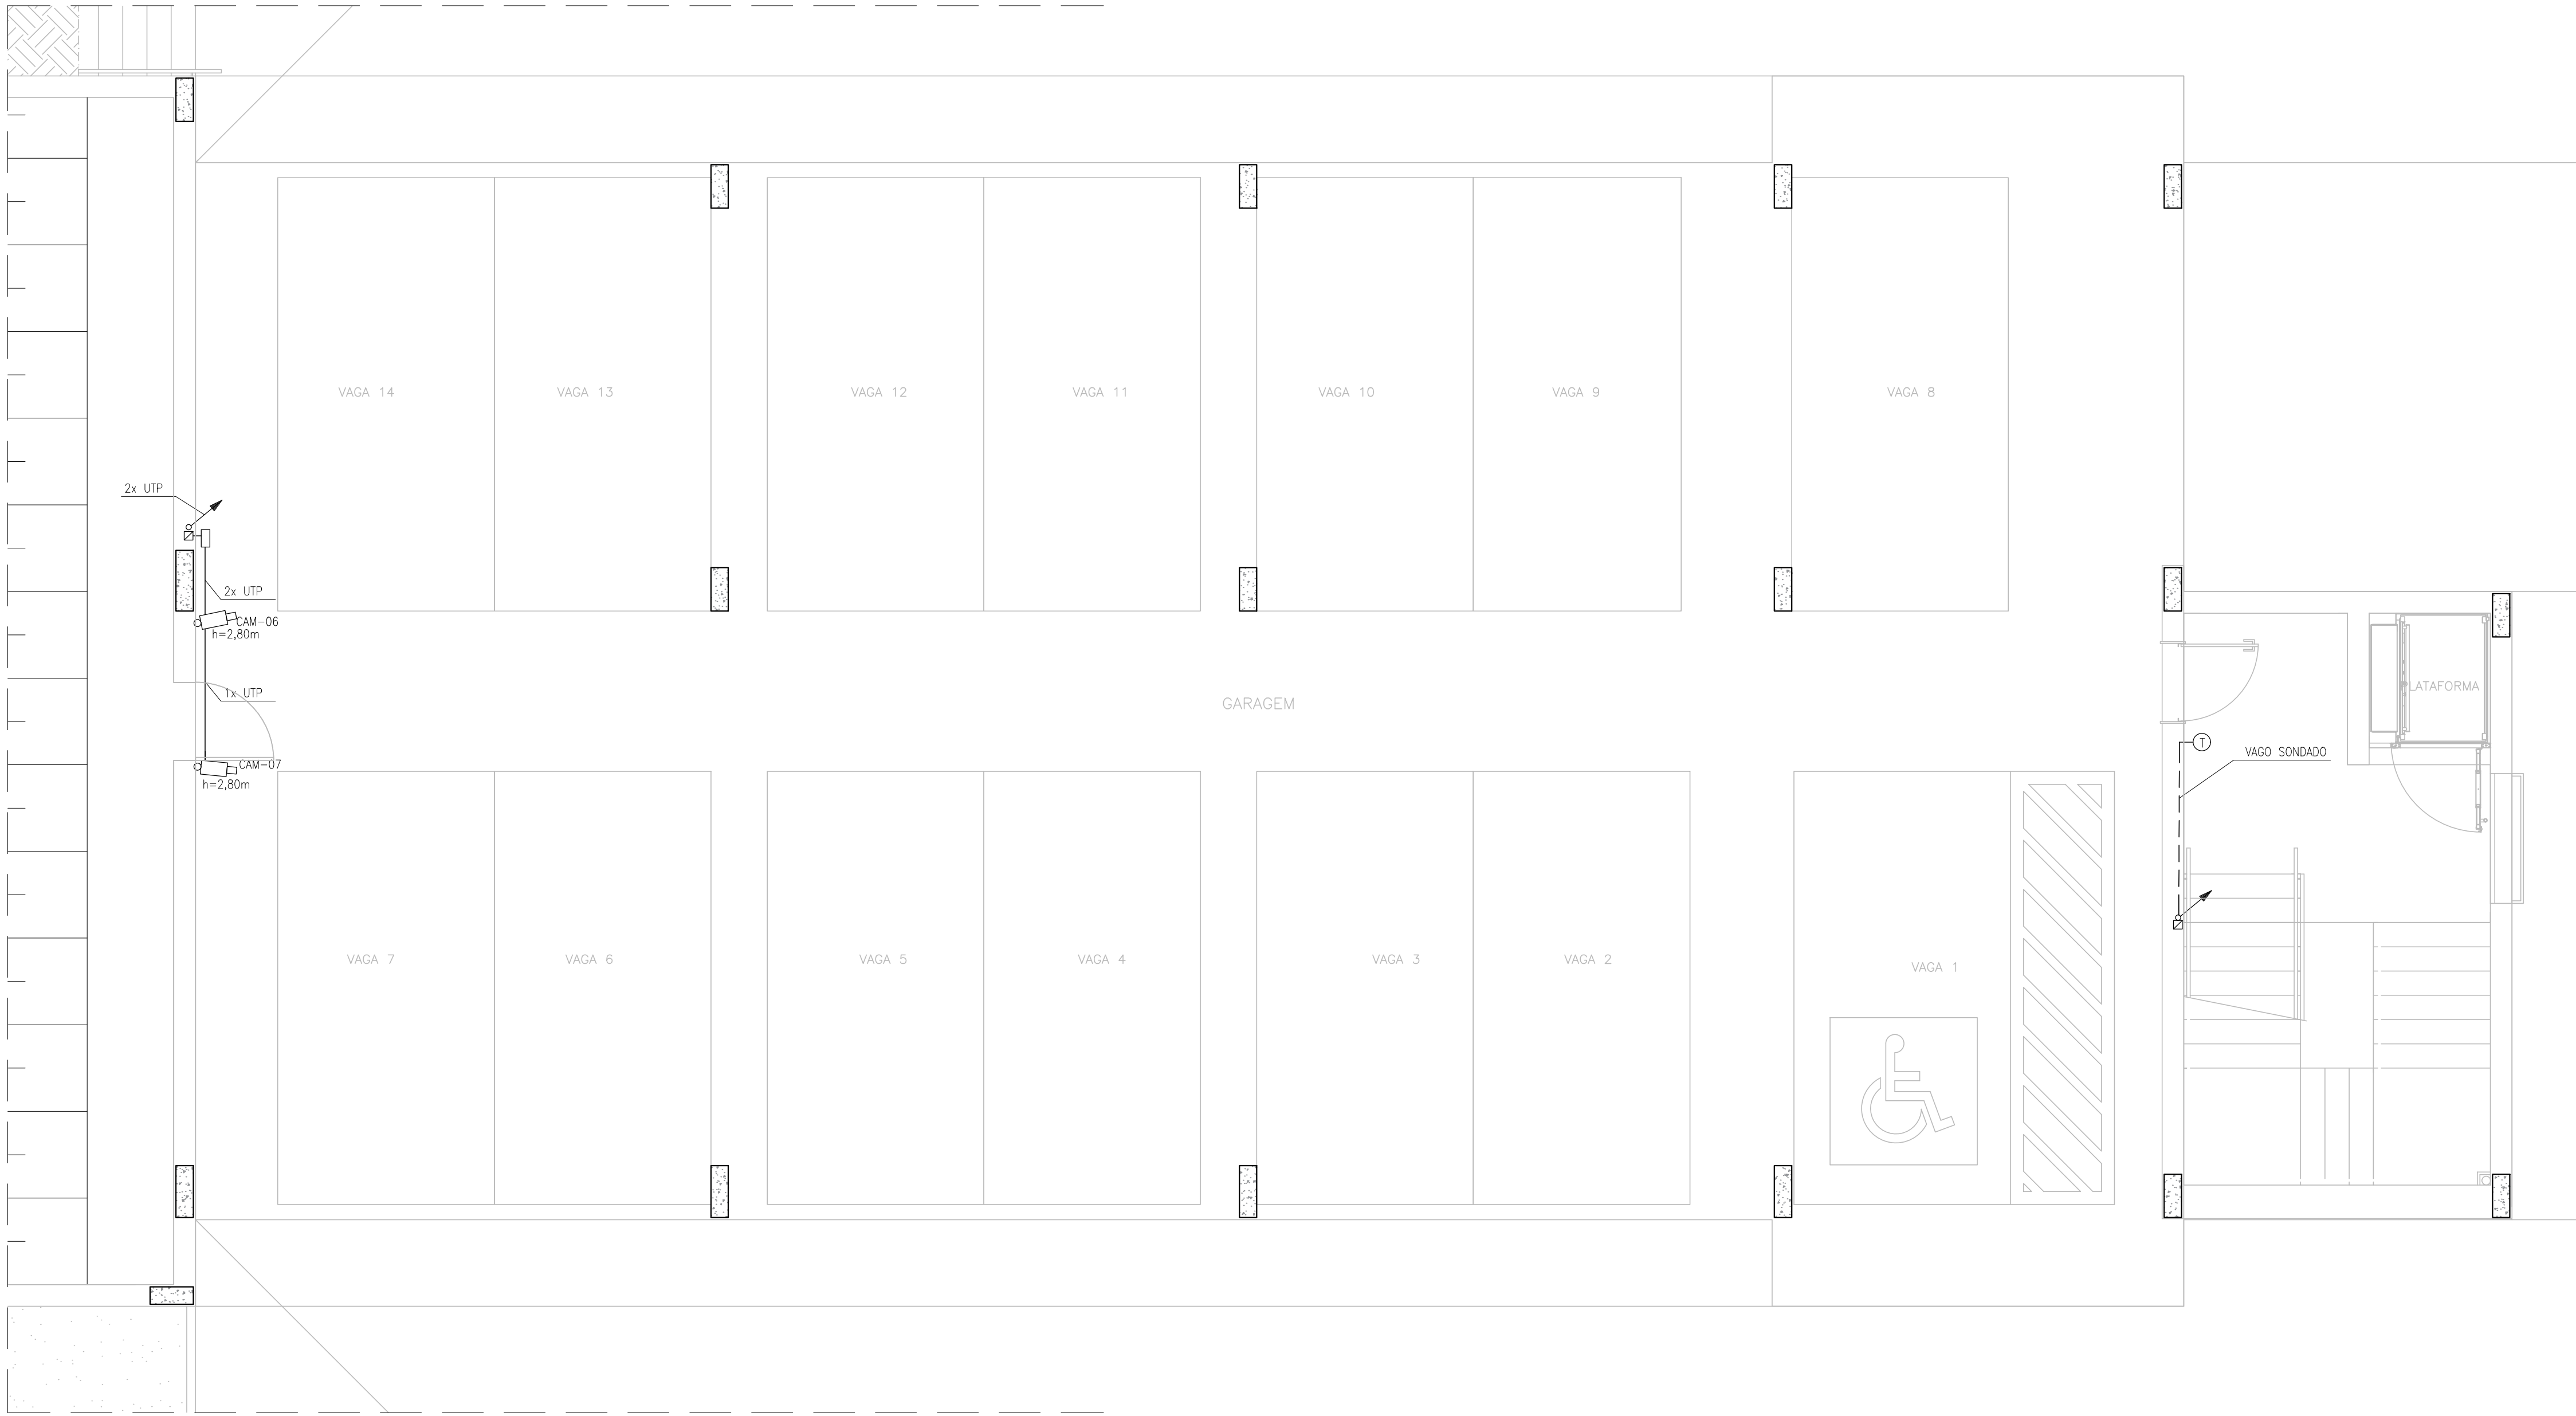 VAGA 14
VAGA 13
VAGA 12
VAGA 11
VAGA 10
VAGA 9
VAGA 8
2x UTP
2x UTP
CAM-06
h=2,80m
1x UTP
GARAGEM
LATAFORMA
T
VAGO SONDADO
CAM-07
h=2,80m
VAGA 7
VAGA 6
VAGA 5
VAGA 4
VAGA 3
VAGA 2
VAGA 1